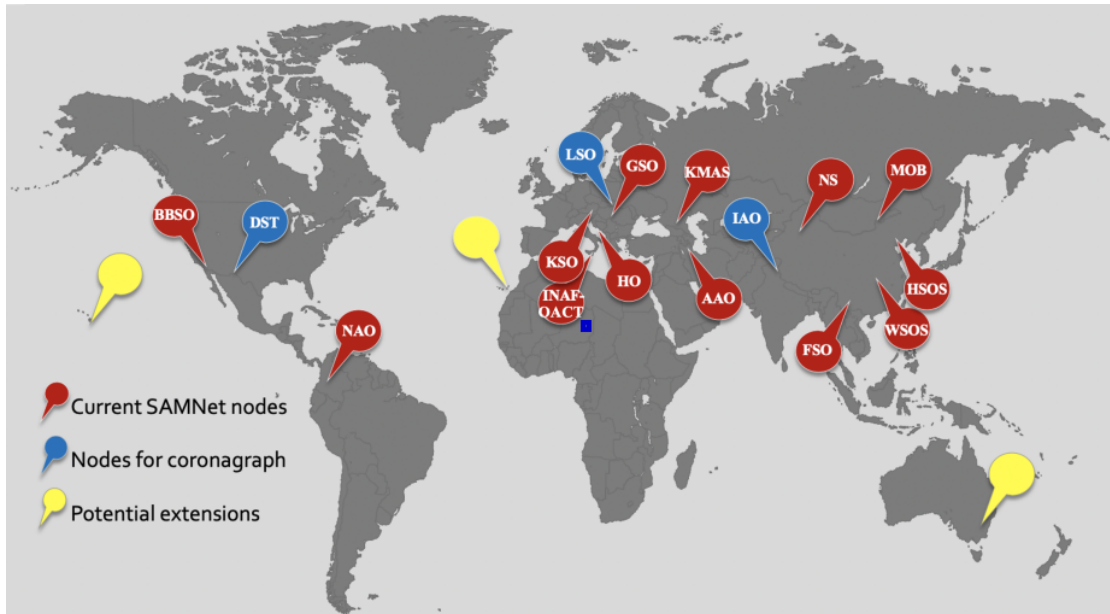 LSO
GSO
KMAS
NS
MOB
BBSO
DST
IAO
KSO
HO
INAF-
QACT
AAO
HSOS
WSOS
FSO
NAO
Current SAMNet nodes
Nodes for coronagraph
Potential extensions